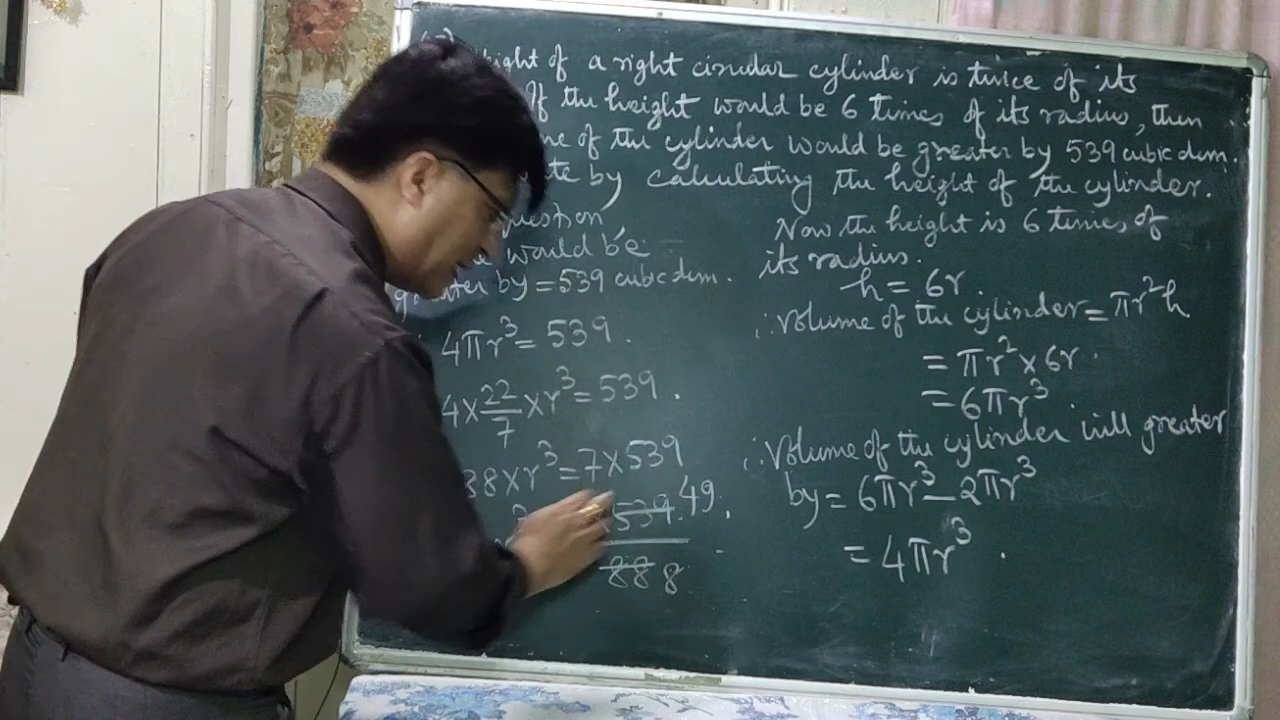 ight of a right circular cylinder is twice of its
If the height would be 6 times of its radius, then
me of the cylinder would be greater by 539 cubic dcm.
te by calculating the height of the cylinder.
uestion
would be
greater by = 539 cubic dcm.
4πr³ = 539.
4 × 22/7 × r³ = 539.
88 × r³ = 7 × 539
539. 49.
88 8
Now the height is 6 times of
its radius.
h = 6r.
∴ Volume of the cylinder = πr²h
= πr² × 6r.
= 6πr³.
∴ Volume of the cylinder will greater
by = 6πr³ – 2πr³
= 4πr³.